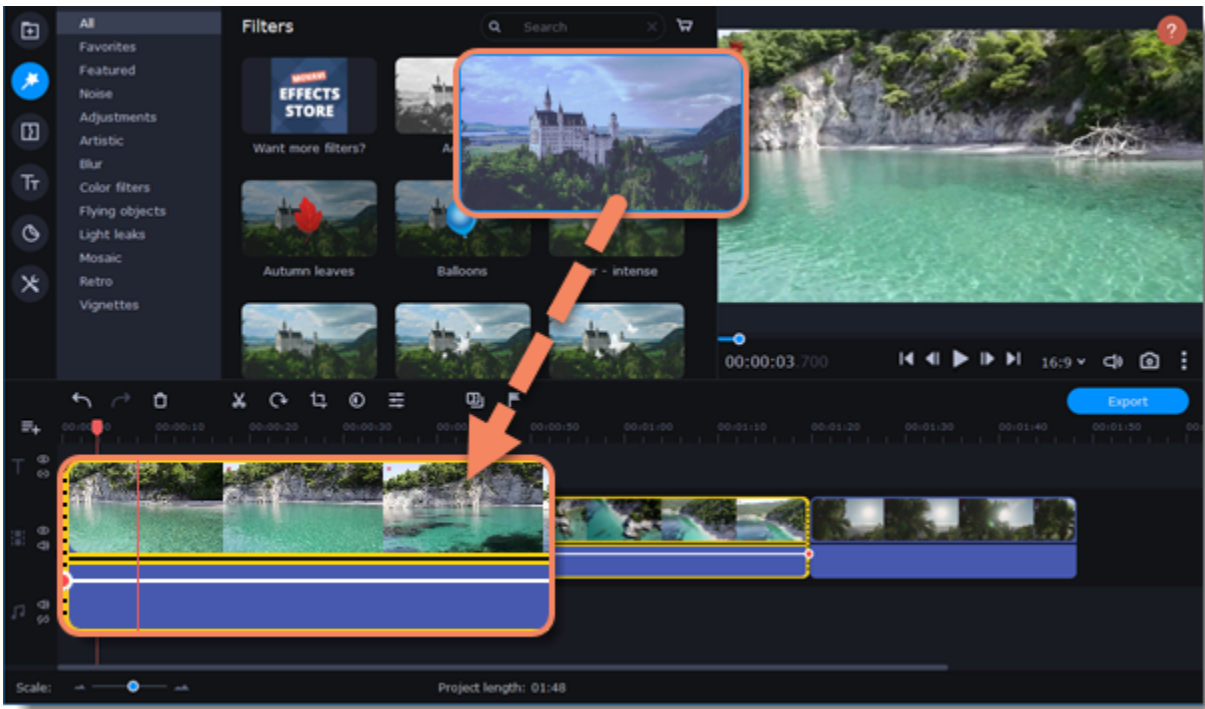 All
Favorites
Featured
Noise
Adjustments
Artistic
Blur
Color filters
Flying objects
Light leaks
Mosaic
Retro
Vignettes
Filters
Search
MOVAVI
EFFECTS
STORE
Want more filters?
Autumn leaves
Balloons
- intense
?
00:00:03.700
16:9
Export
00:00:10
00:00:20
00:00:30
00:00:50
00:01:00
00:01:10
00:01:20
00:01:30
00:01:40
00:01:50
Scale:
Project length: 01:48